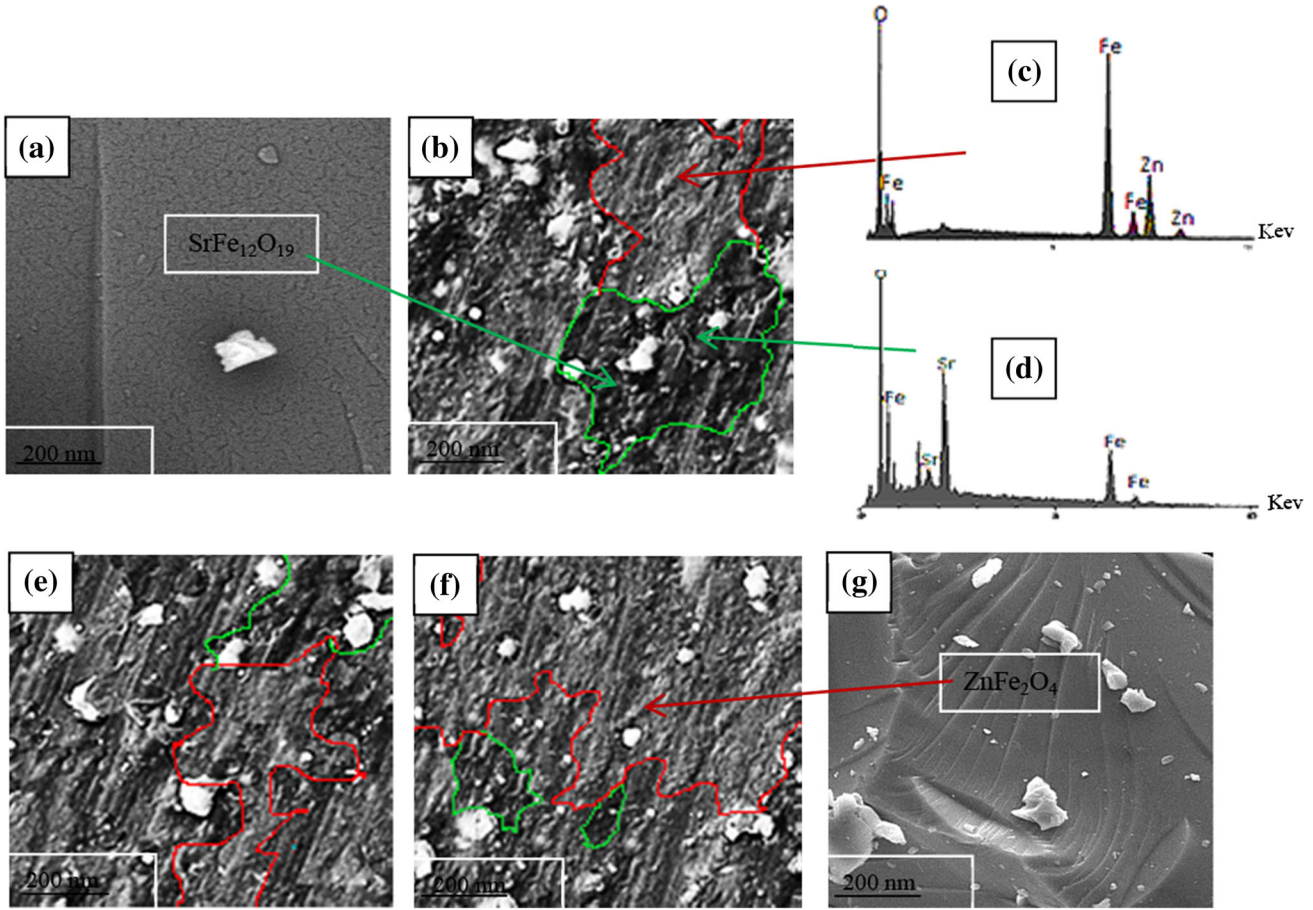 (a)
SrFe₁₂O₁₉
200 nm
(b)
200 nm
(c)
O
Fe
Fe
Fe
Zn
Zn
Kev
(d)
O
Fe
Sr
Sr
Fe
Fe
Kev
(e)
200 nm
(f)
200 nm
(g)
ZnFe₂O₄
200 nm